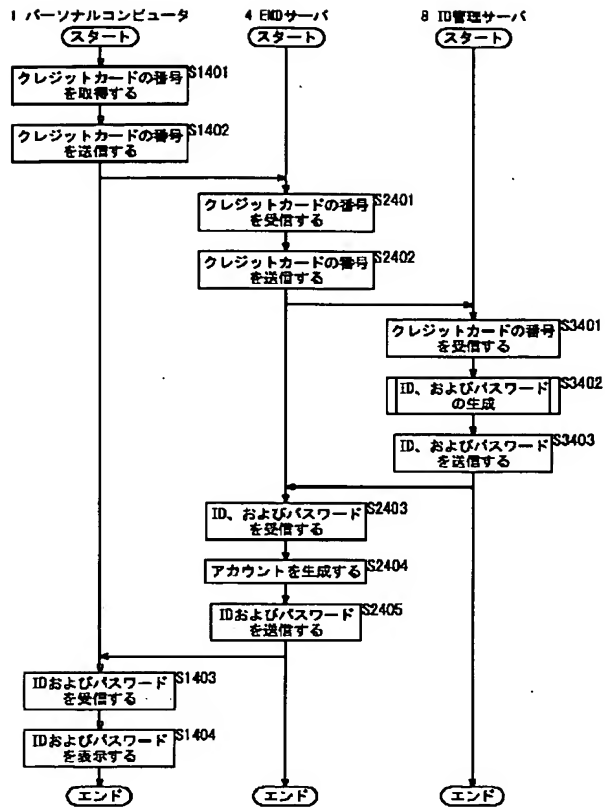 1 パーソナルコンピュータ
4 EMDサーバ
8 ID管理サーバ
スタート
スタート
スタート
クレジットカードの番号
を取得する
S1401
クレジットカードの番号
を送信する
S1402
クレジットカードの番号
を受信する
S2401
クレジットカードの番号
を送信する
S2402
クレジットカードの番号
を受信する
S3401
ID、およびパスワード
の生成
S3402
ID、およびパスワード
を送信する
S3403
ID、およびパスワード
を受信する
S2403
アカウントを生成する
S2404
IDおよびパスワード
を送信する
S2405
IDおよびパスワード
を受信する
S1403
IDおよびパスワード
を表示する
S1404
エンド
エンド
エンド